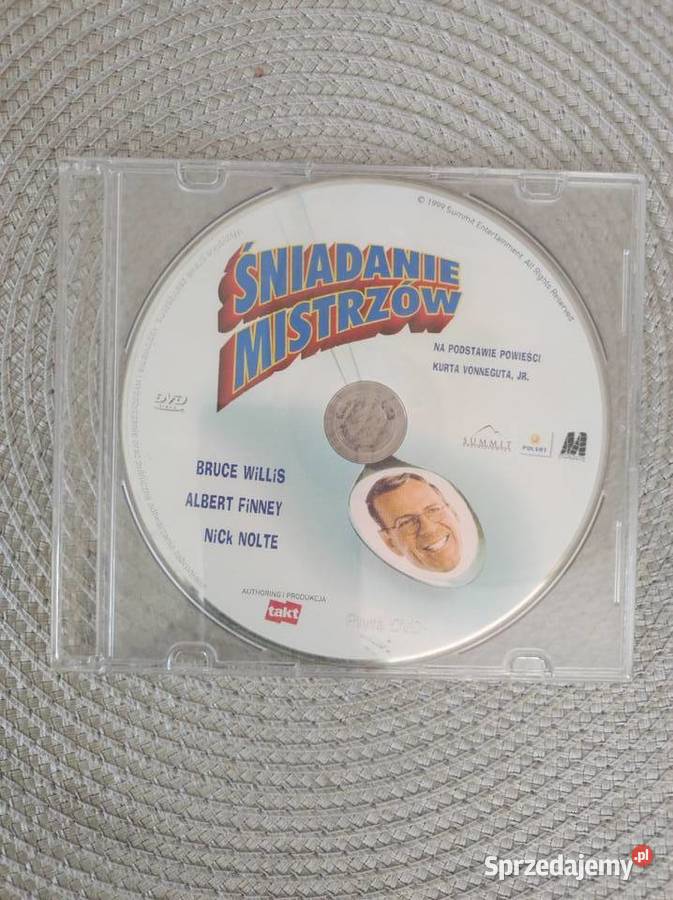 © 1999 Summit Entertainment. All Rights Reserved
ŚNIADANIE
MISTRZÓW
NA PODSTAWIE POWIEŚCI
KURTA VONNEGUTA, JR.
DVD
VIDEO
SUMMIT
POLSAT
BRUCE WiLLiS
ALBERT FiNNEY
NiCk NOLTE
AUTHORING I PRODUKCJA
takt
Sprzedajemy.pl